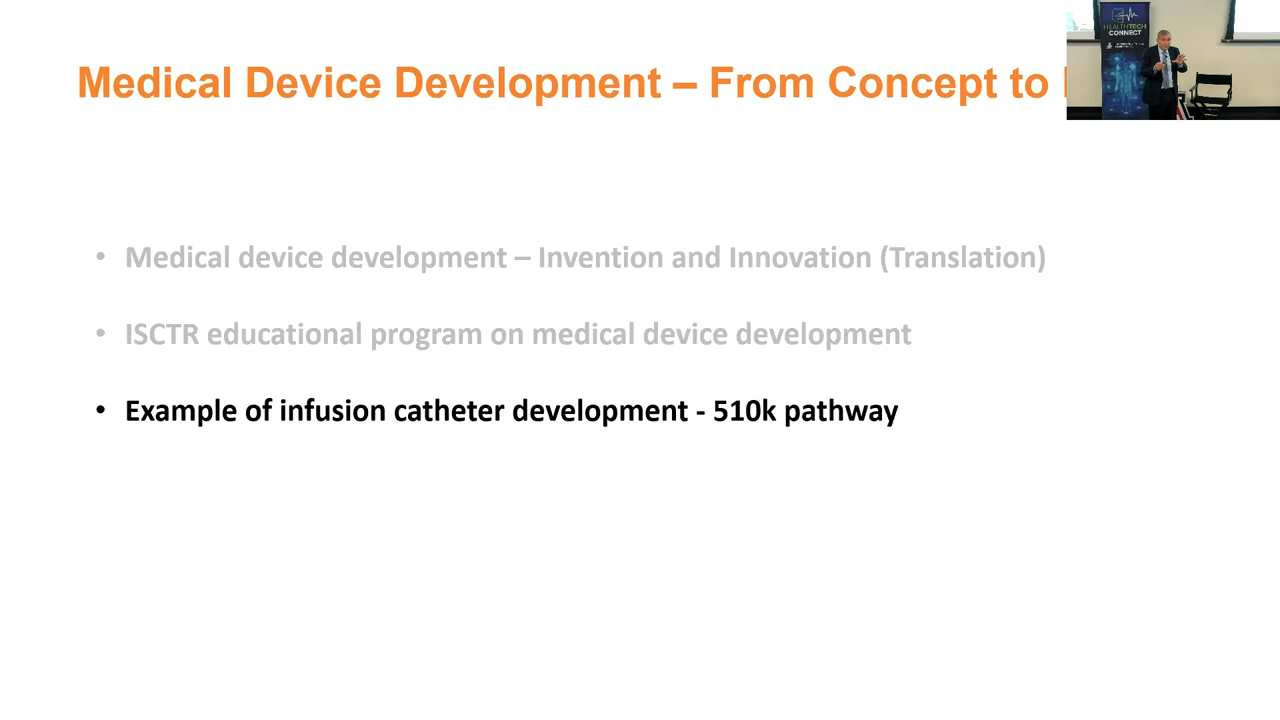 Medical Device Development – From Concept to
HEALTHTECH
CONNECT
• Medical device development – Invention and Innovation (Translation)
• ISCTR educational program on medical device development
• Example of infusion catheter development - 510k pathway